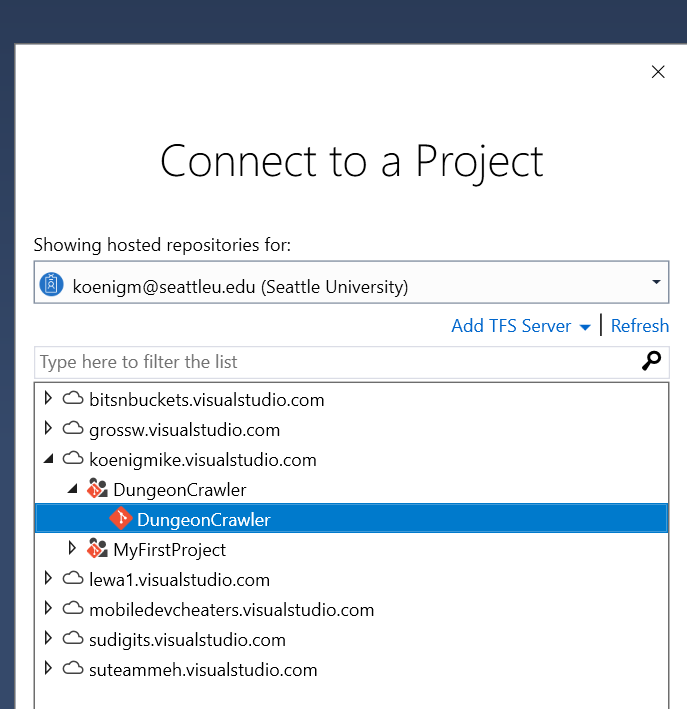 Connect to a Project
Showing hosted repositories for:
koenigm@seattleu.edu (Seattle University)
Add TFS Server | Refresh
Type here to filter the list
bitsnbuckets.visualstudio.com
grossw.visualstudio.com
koenigmike.visualstudio.com
DungeonCrawler
DungeonCrawler
MyFirstProject
lewa1.visualstudio.com
mobiledevcheaters.visualstudio.com
sudigits.visualstudio.com
suteammeh.visualstudio.com